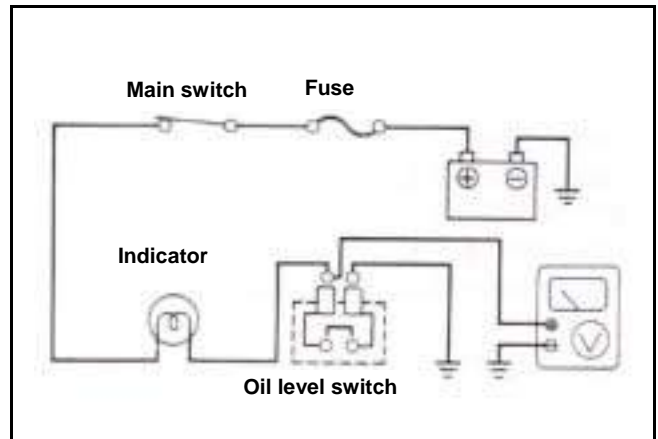 Main switch
Fuse
Indicator
Oil level switch
V